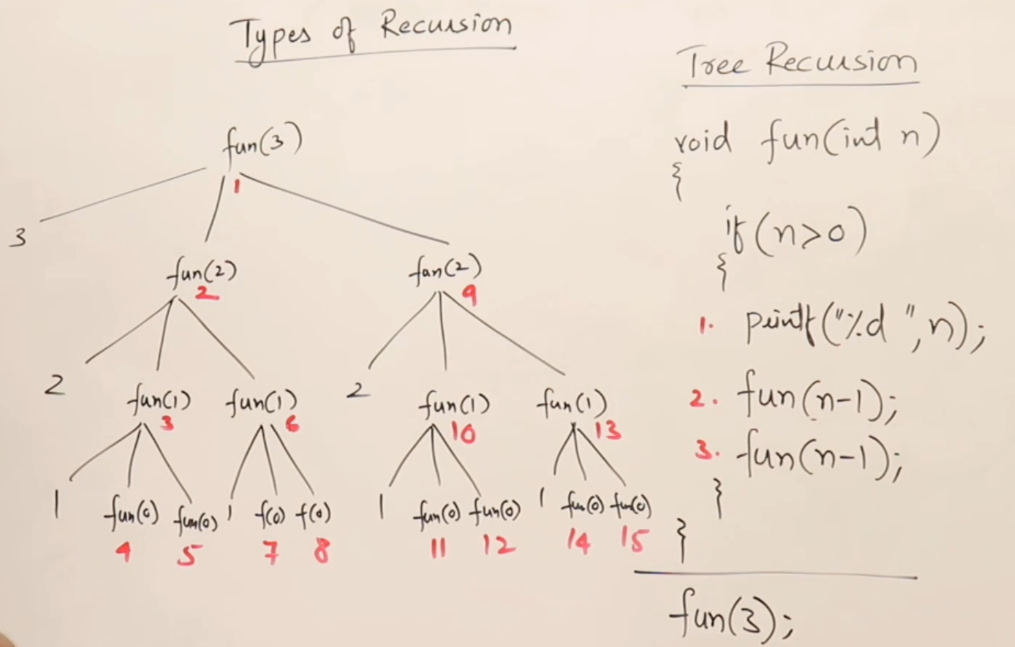 Types of Recursion
fun(3)
1
3
fun(2) fun(2)
2 9
2 fun(1) fun(1) 2 fun(1) fun(1)
3 6 10 13
1 fun(0) fun(0) 1 f(0) f(0) 1 fun(0) fun(0) 1 fun(0) fun(0)
4 5 7 8 11 12 14 15
Tree Recursion
void fun(int n)
{
if(n>0)
{
1. printf("%d ",n);
2. fun(n-1);
3. fun(n-1);
}
}
fun(3);